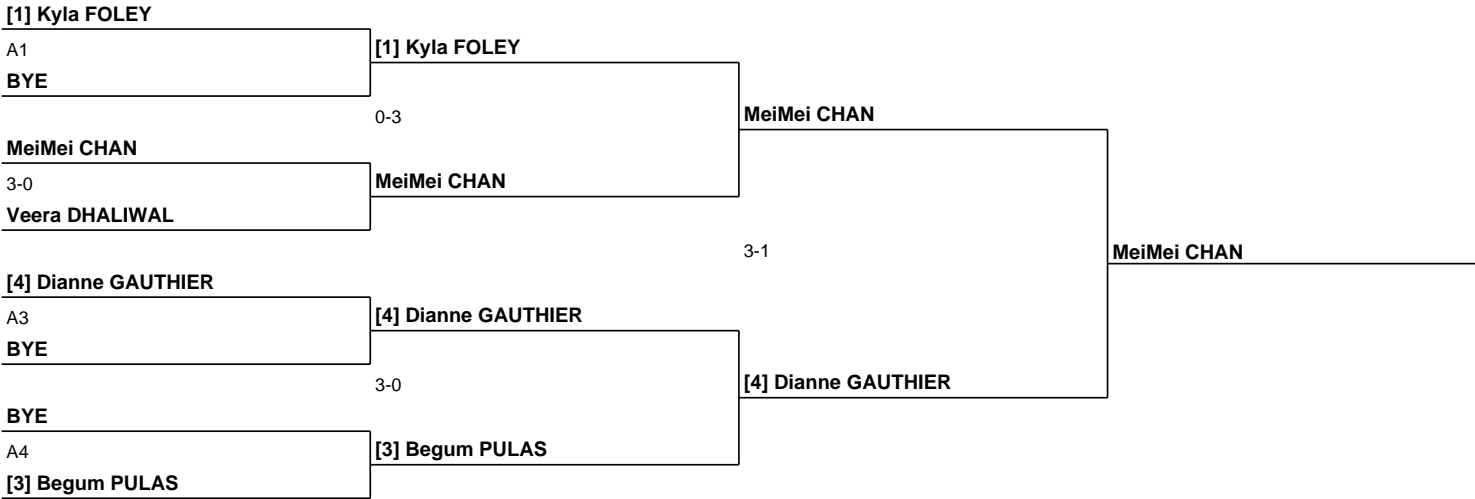 [1] Kyla FOLEY
A1
[1] Kyla FOLEY
BYE
0-3
MeiMei CHAN
MeiMei CHAN
3-0
MeiMei CHAN
Veera DHALIWAL
3-1
MeiMei CHAN
[4] Dianne GAUTHIER
A3
[4] Dianne GAUTHIER
BYE
3-0
[4] Dianne GAUTHIER
BYE
A4
[3] Begum PULAS
[3] Begum PULAS